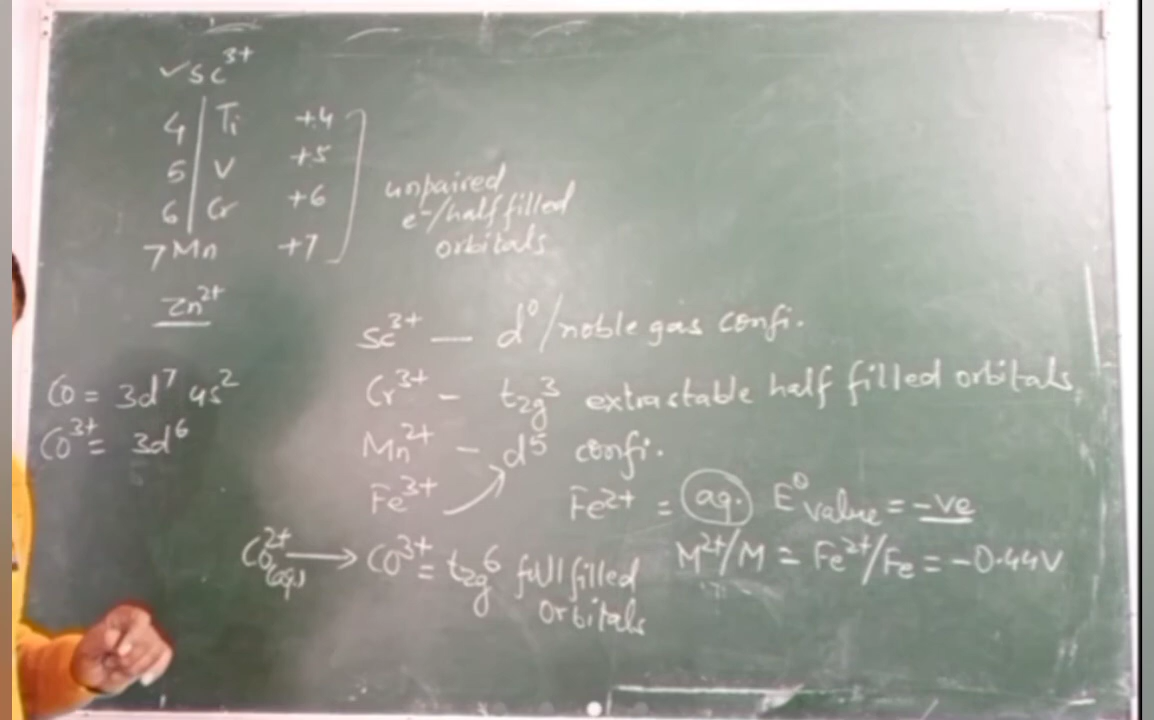 ✓Sc³⁺
4 | Ti +4
5 | V +5
6 | Cr +6
7 Mn +7
unpaired
e⁻/half filled
orbitals
Zn²⁺
Sc³⁺ — d⁰/noble gas confi.
Co = 3d⁷ 4s²
Co³⁺ = 3d⁶
Cr³⁺ - t₂g³ extrastable half filled orbitals,
Mn²⁺ - d⁵ confi.
Fe³⁺
Fe²⁺ = (aq.) E⁰ value = -ve
Co²⁺(aq.) → Co³⁺ = t₂g⁶ full filled
orbitals
M²⁺/M = Fe²⁺/Fe = -0.44V